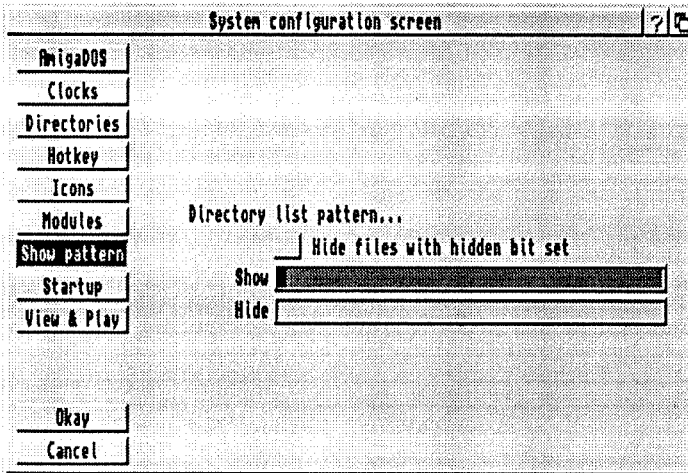 System configuration screen ?
AmigaDOS
Clocks
Directories
Hotkey
Icons
Modules
Directory list pattern...
Hide files with hidden bit set
Show pattern
Show
Startup
Hide
View & Play
Okay
Cancel